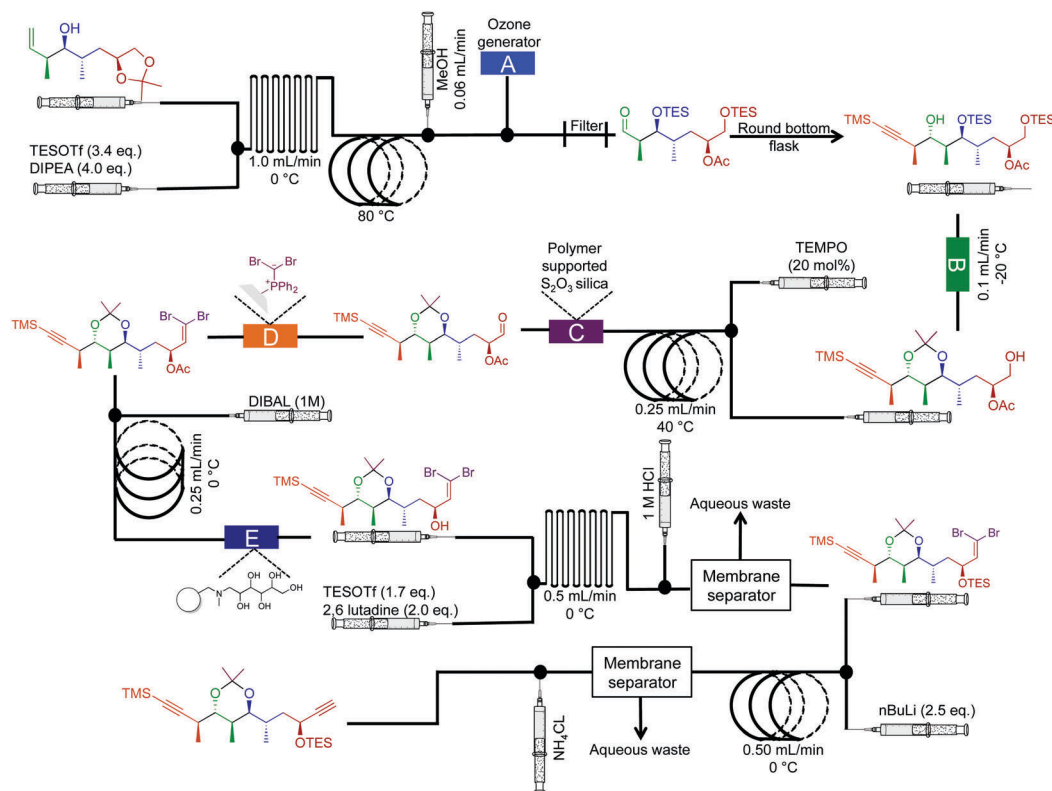 OH
O
O
Ozone
generator
A
MeOH
0.06 mL/min
TESOTf (3.4 eq.)
DIPEA (4.0 eq.)
1.0 mL/min
0 °C
80 °C
Filter
O
OTES
OTES
OAc
Round bottom
flask
TMS
OH
OTES
OTES
OAc
B
0.1 mL/min
-20 °C
Br
Br
-
+
PPh2
D
TMS
O
O
Br
Br
OAc
TMS
O
O
O
OAc
Polymer
supported
S2O3 silica
C
TEMPO
(20 mol%)
0.25 mL/min
40 °C
TMS
O
O
OH
OAc
DIBAL (1M)
0.25 mL/min
0 °C
E
N
OH
OH
OH
OH
OH
TMS
O
O
Br
Br
OH
TESOTf (1.7 eq.)
2,6 lutadine (2.0 eq.)
0.5 mL/min
0 °C
1 M HCl
Aqueous waste
Membrane
separator
TMS
O
O
Br
Br
OTES
nBuLi (2.5 eq.)
0.50 mL/min
0 °C
Membrane
separator
Aqueous waste
NH4CL
TMS
O
O
OTES